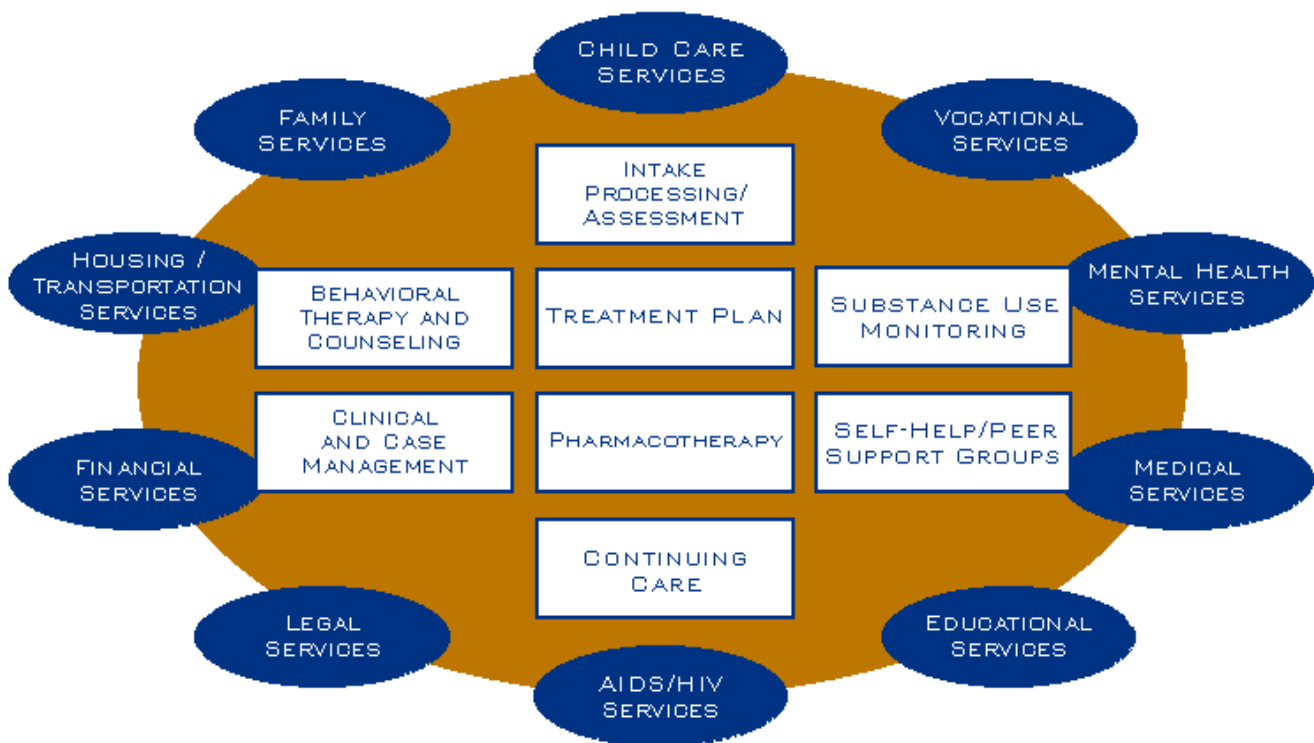 Child Care
Services
Family
Services
Vocational
Services
Intake
Processing/
Assessment
Housing /
Transportation
Services
Mental Health
Services
Behavioral
Therapy and
Counseling
Treatment Plan
Substance Use
Monitoring
Clinical
and Case
Management
Pharmacotherapy
Self-Help/Peer
Support Groups
Financial
Services
Medical
Services
Continuing
Care
Legal
Services
Educational
Services
AIDS/HIV
Services